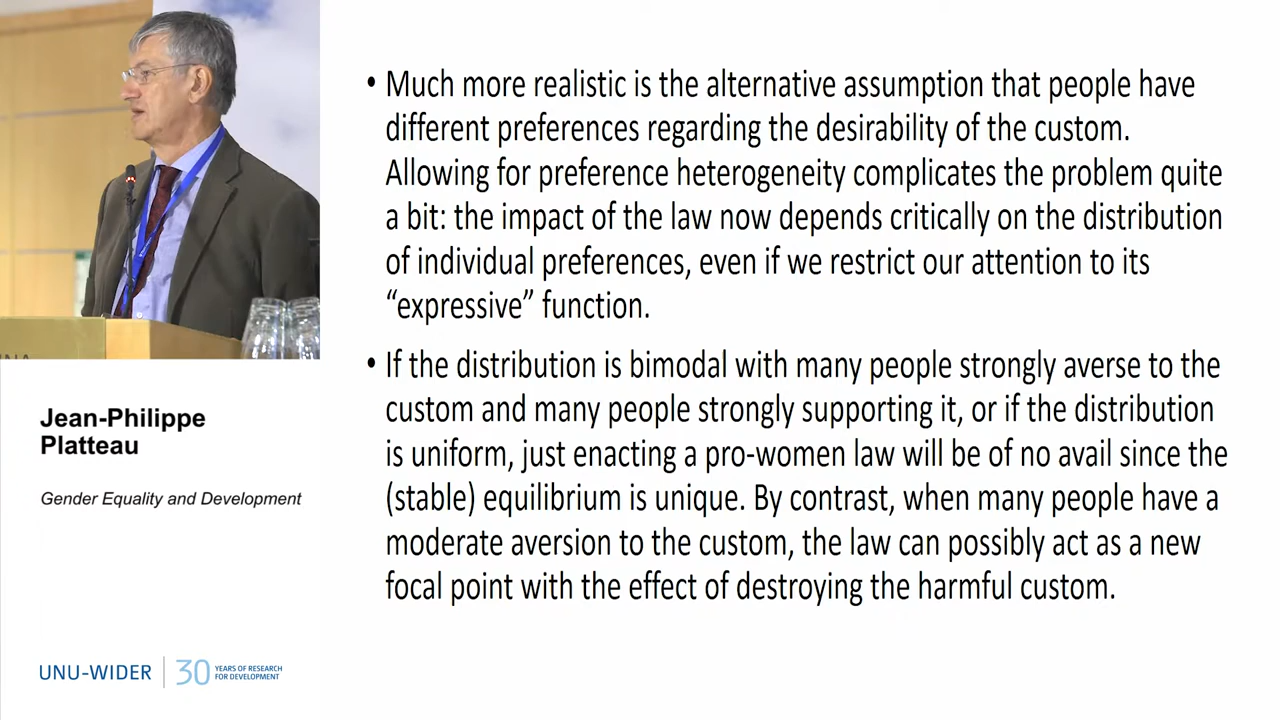 • Much more realistic is the alternative assumption that people have
different preferences regarding the desirability of the custom.
Allowing for preference heterogeneity complicates the problem quite
a bit: the impact of the law now depends critically on the distribution
of individual preferences, even if we restrict our attention to its
“expressive” function.
• If the distribution is bimodal with many people strongly averse to the
custom and many people strongly supporting it, or if the distribution
is uniform, just enacting a pro-women law will be of no avail since the
(stable) equilibrium is unique. By contrast, when many people have a
moderate aversion to the custom, the law can possibly act as a new
focal point with the effect of destroying the harmful custom.
Jean-Philippe
Platteau
Gender Equality and Development
UNU-WIDER
30 YEARS OF RESEARCH
FOR DEVELOPMENT